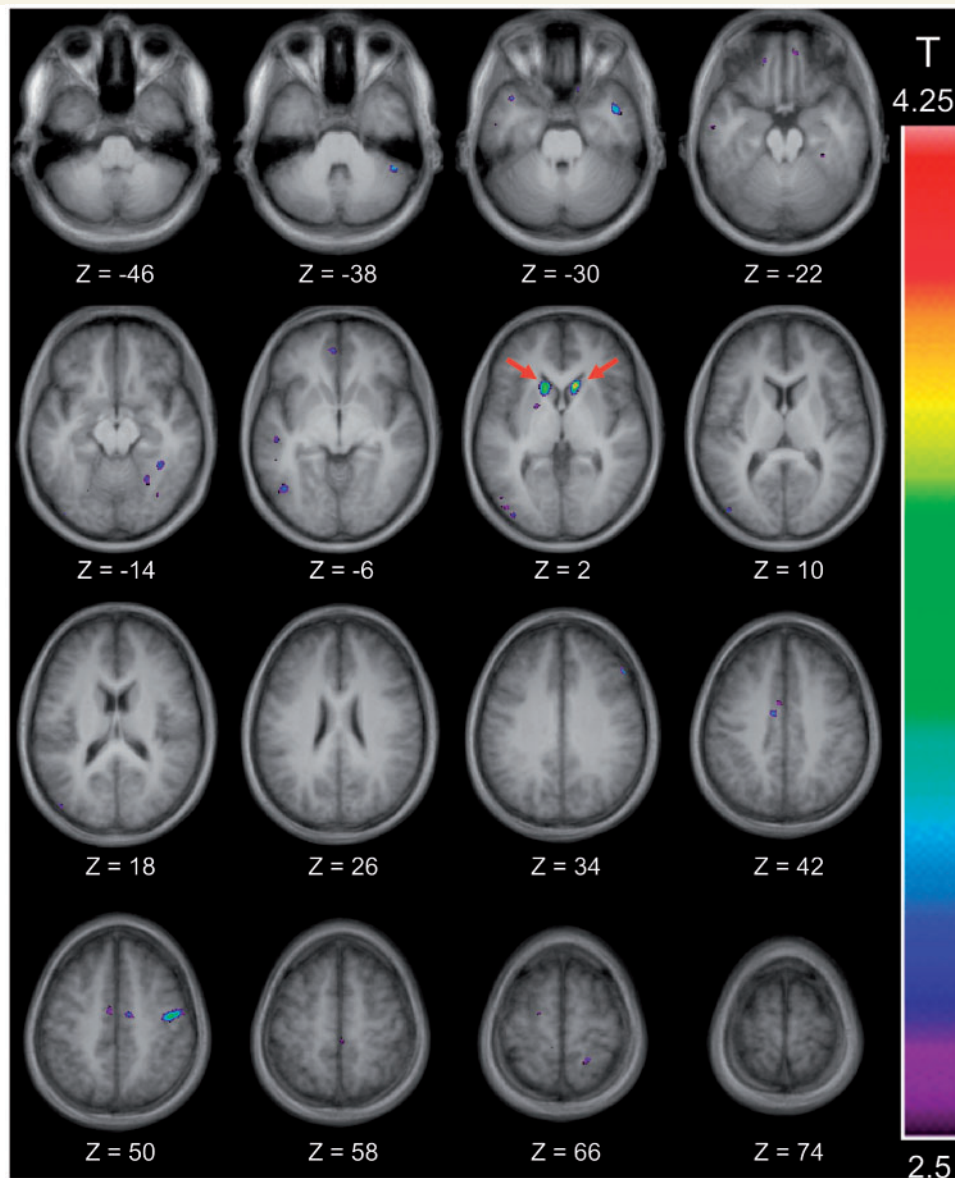 T
4.25
Z = -46
Z = -38
Z = -30
Z = -22
Z = -14
Z = -6
Z = 2
Z = 10
Z = 18
Z = 26
Z = 34
Z = 42
Z = 50
Z = 58
Z = 66
Z = 74
2.5